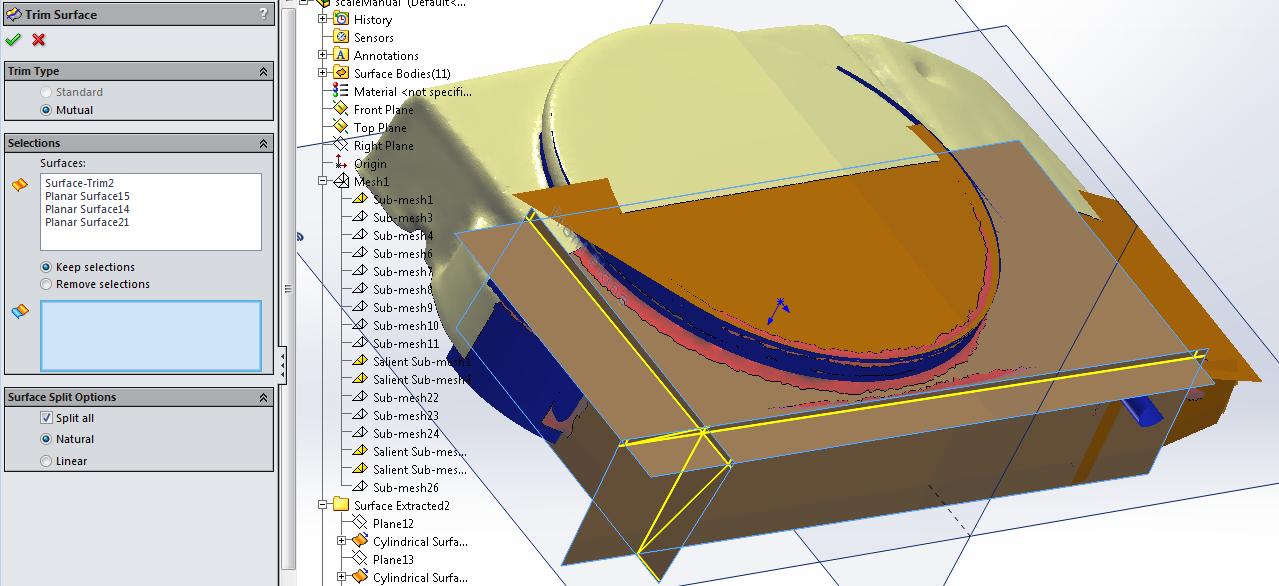 Trim Surface
?
Trim Type
Standard
Mutual
Selections
Surfaces:
Surface-Trim2
Planar Surface15
Planar Surface14
Planar Surface21
Keep selections
Remove selections
Surface Split Options
Split all
Natural
Linear
scaleManual (Default<...
History
Sensors
Annotations
Surface Bodies(11)
Material <not specifi...
Front Plane
Top Plane
Right Plane
Origin
Mesh1
Sub-mesh1
Sub-mesh3
Sub-mesh4
Sub-mesh6
Sub-mesh7
Sub-mesh8
Sub-mesh9
Sub-mesh10
Sub-mesh11
Salient Sub-mesh1
Salient Sub-mesh4
Sub-mesh22
Sub-mesh23
Sub-mesh24
Salient Sub-mes...
Salient Sub-mes...
Sub-mesh26
Surface Extracted2
Plane12
Cylindrical Surfa...
Plane13
Cylindrical Surfa...